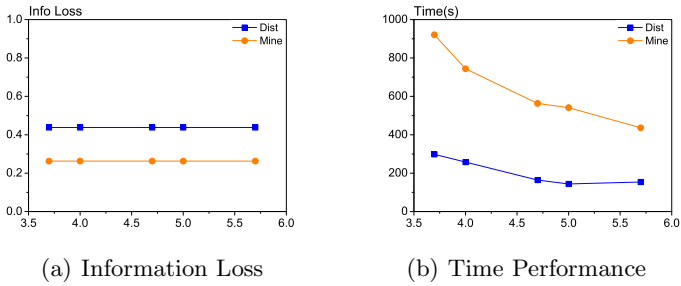 Info Loss
Dist
Mine
1.0
0.8
0.6
0.4
0.2
0.0
3.5 4.0 4.5 5.0 5.5 6.0
(a) Information Loss
Time(s)
Dist
Mine
1000
800
600
400
200
0
3.5 4.0 4.5 5.0 5.5 6.0
(b) Time Performance